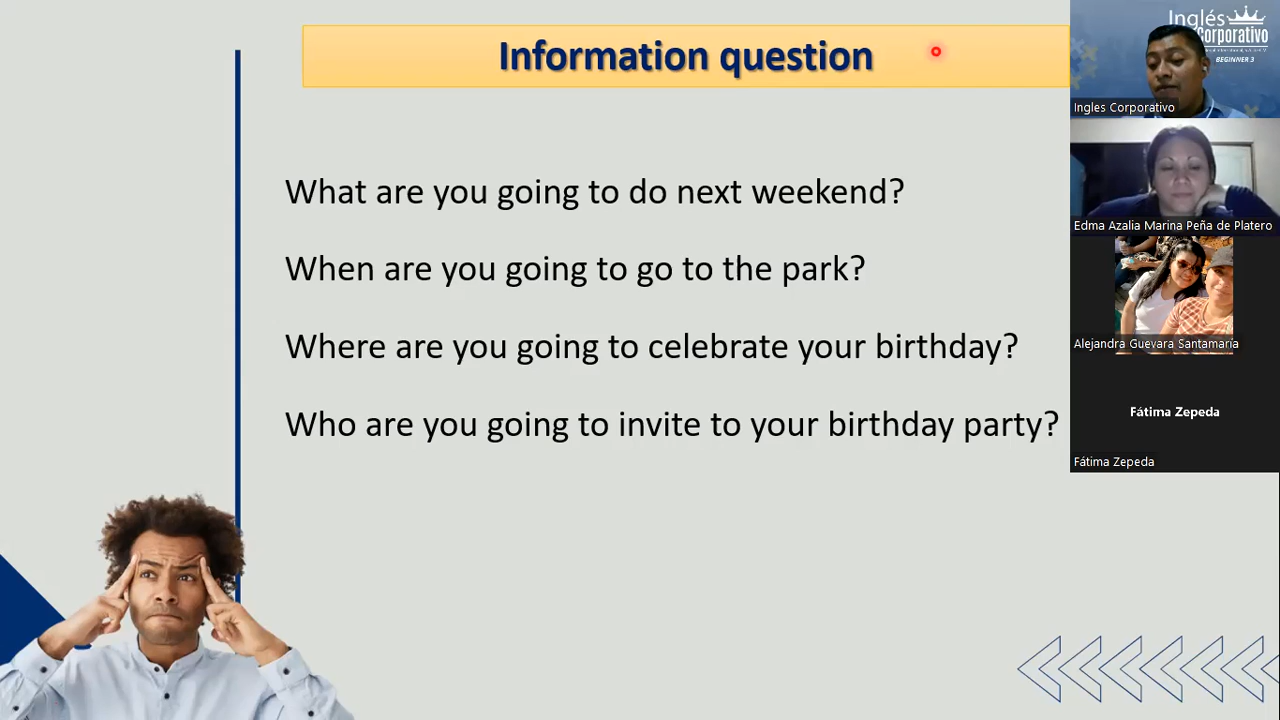 Information question
What are you going to do next weekend?
When are you going to go to the park?
Where are you going to celebrate your birthday?
Who are you going to invite to your birthday party?
Inglés
Corporativo
BEGINNER 3
Ingles Corporativo
Edma Azalia Marina Peña de Platero
Alejandra Guevara Santamaría
Fátima Zepeda
Fátima Zepeda